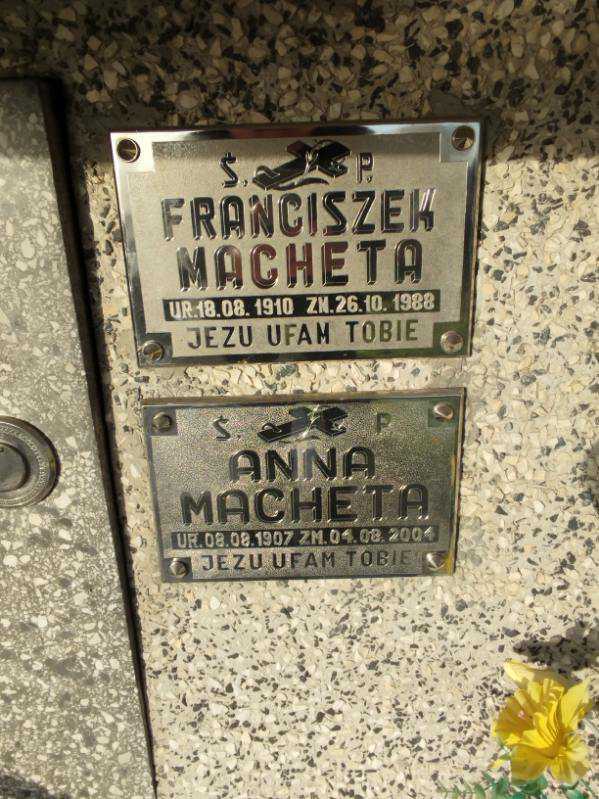 Ś. P.
FRANCISZEK
MACHETA
UR.18.08.1910 ZM.26.10.1988
JEZU UFAM TOBIE
Ś. P.
ANNA
MACHETA
UR.08.08.1907 ZM.04.08.2004
JEZU UFAM TOBIE